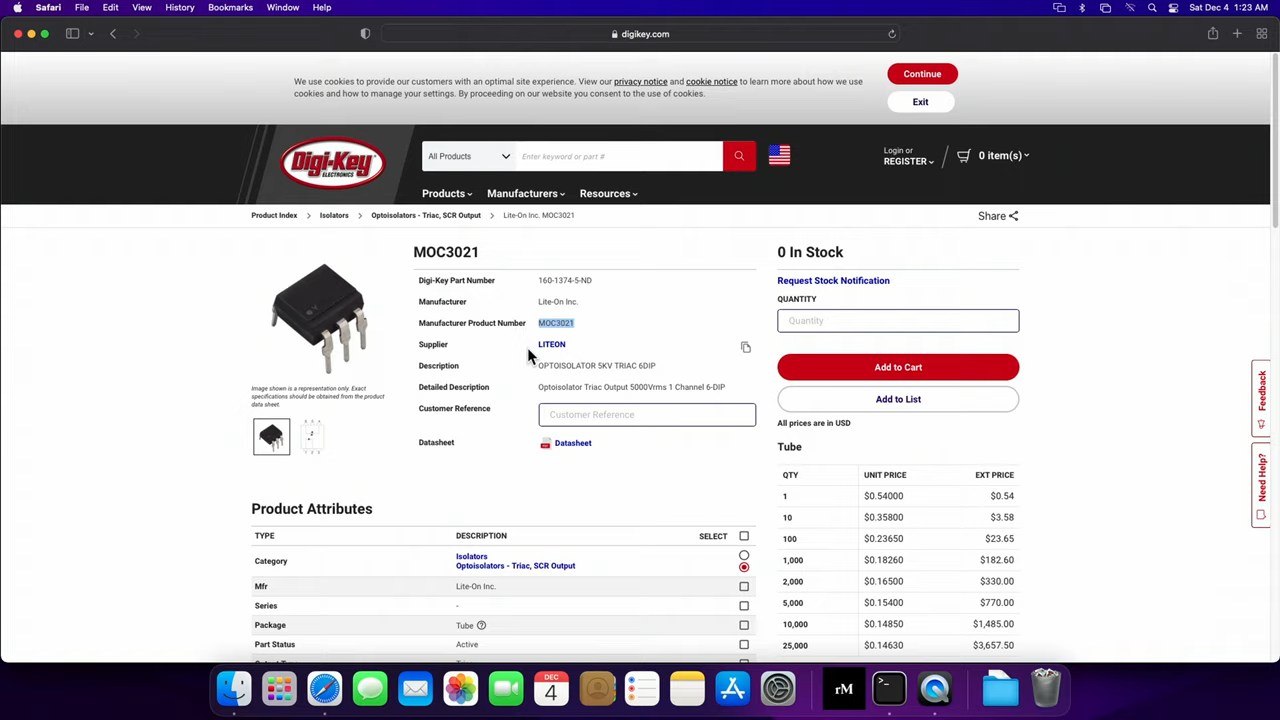 Safari File Edit View History Bookmarks Window Help Sat Dec 4 1:23 AM
digikey.com
We use cookies to provide our customers with an optimal site experience. View our privacy notice and cookie notice to learn more about how we use
cookies and how to manage your settings. By proceeding on our website you consent to the use of cookies.
Continue
Exit
Digi-Key
ELECTRONICS
All Products
Enter keyword or part #
Login or
REGISTER
0 item(s)
Products Manufacturers Resources
Product Index > Isolators > Optoisolators - Triac, SCR Output > Lite-On Inc. MOC3021
Share
Image shown is a representation only. Exact
specifications should be obtained from the product
data sheet.
MOC3021
Digi-Key Part Number 160-1374-5-ND
Manufacturer Lite-On Inc.
Manufacturer Product Number MOC3021
Supplier LITEON
Description OPTOISOLATOR 5KV TRIAC 6DIP
Detailed Description Optoisolator Triac Output 5000Vrms 1 Channel 6-DIP
Customer Reference Customer Reference
Datasheet Datasheet
0 In Stock
Request Stock Notification
QUANTITY
Quantity
Add to Cart
Add to List
All prices are in USD
Tube
QTY UNIT PRICE EXT PRICE
1 $0.54000 $0.54
10 $0.35800 $3.58
100 $0.23650 $23.65
1,000 $0.18260 $182.60
2,000 $0.16500 $330.00
5,000 $0.15400 $770.00
10,000 $0.14850 $1,485.00
25,000 $0.14630 $3,657.50
Product Attributes
TYPE DESCRIPTION SELECT
Category Isolators
Optoisolators - Triac, SCR Output
Mfr Lite-On Inc.
Series -
Package Tube
Part Status Active
Feedback
Need Help?
DEC
4
rM